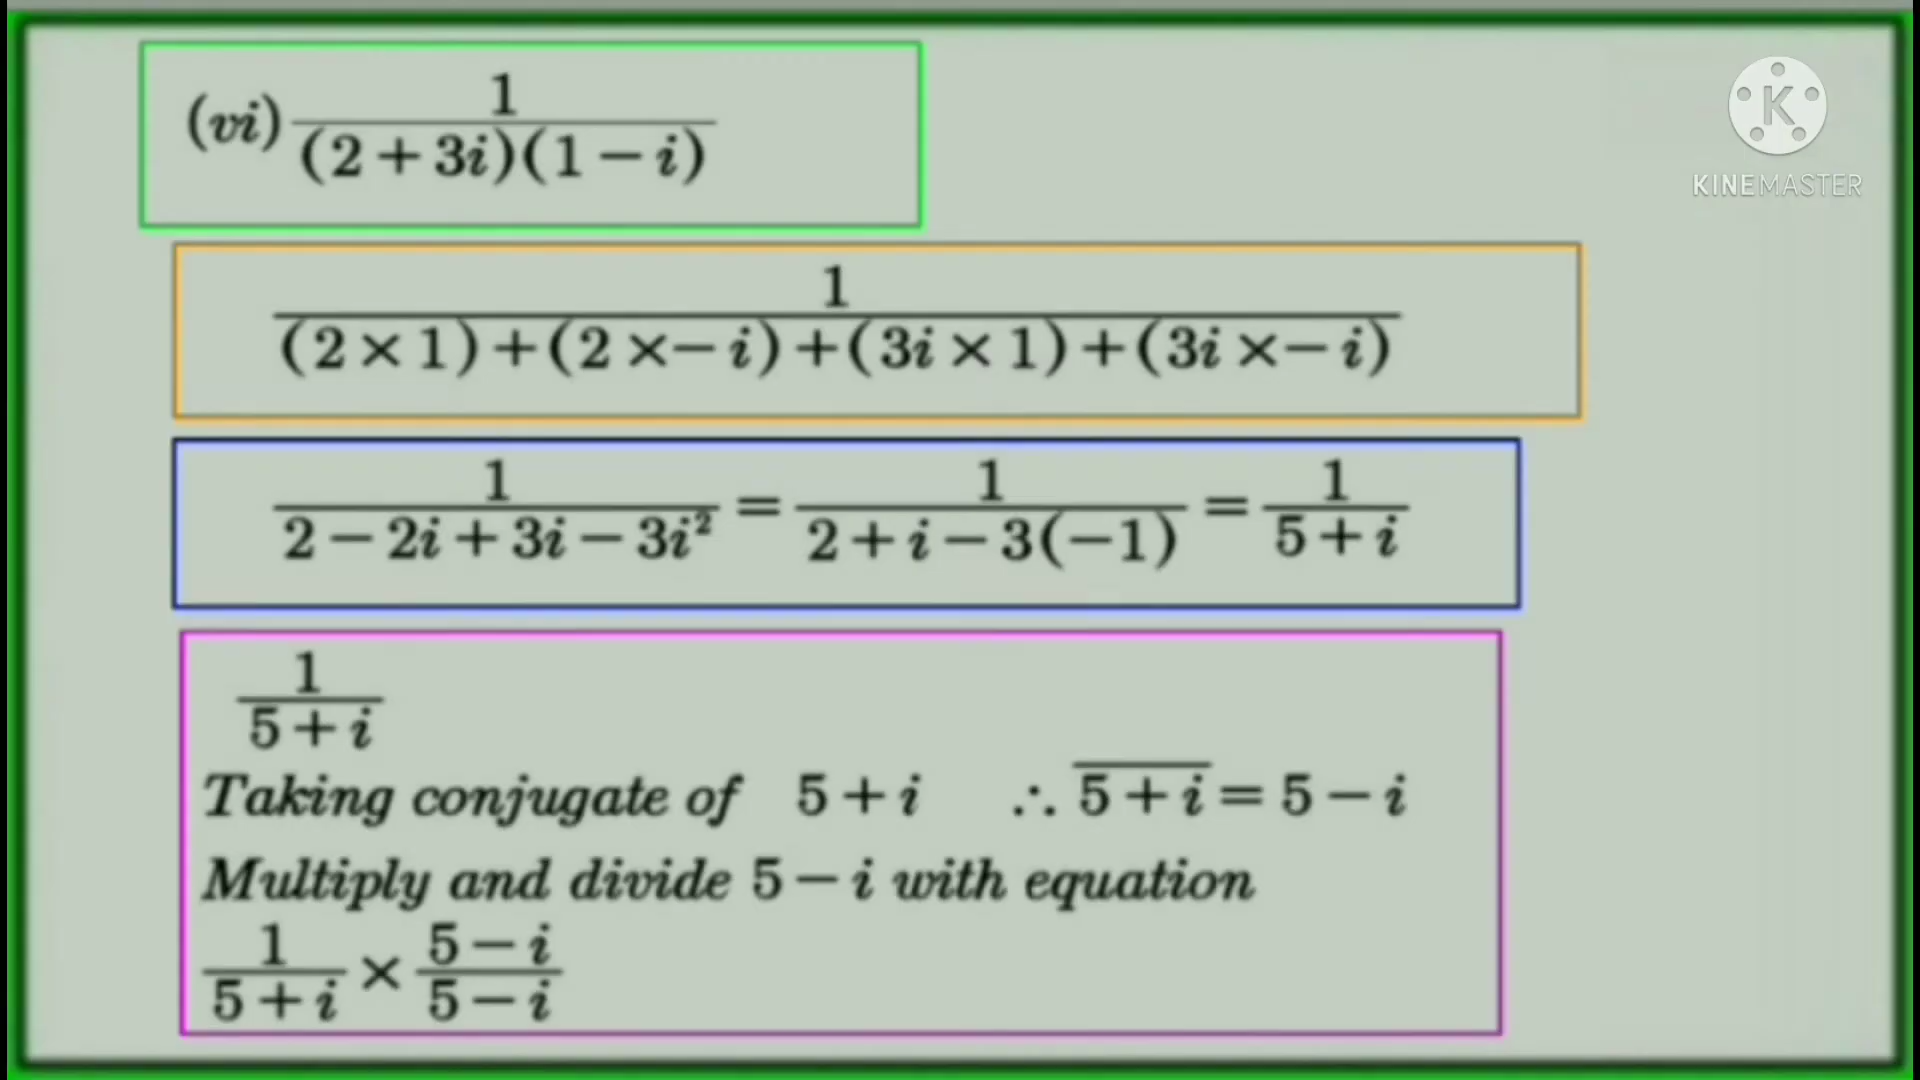 (vi) 1/((2+3i)(1−i))
K
KINEMASTER
1/((2×1)+(2×−i)+(3i×1)+(3i×−i))
1/(2−2i+3i−3i²) = 1/(2+i−3(−1)) = 1/(5+i)
1/(5+i)
Taking conjugate of 5+i ∴ \overline{5+i} = 5−i
Multiply and divide 5−i with equation
1/(5+i) × (5−i)/(5−i)